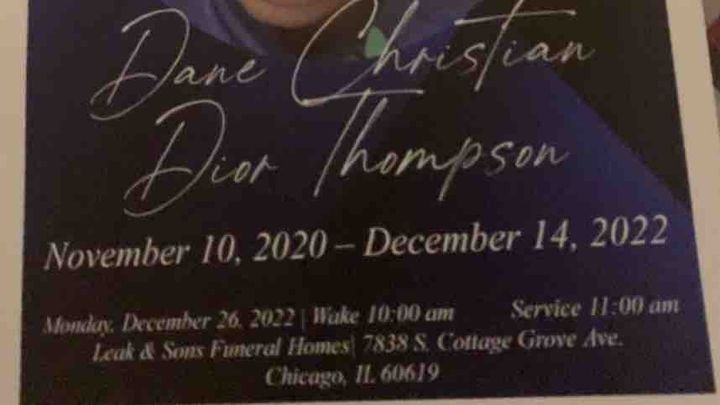 Dane Christian
Dior Thompson
November 10, 2020 – December 14, 2022
Monday, December 26, 2022 | Wake 10:00 am Service 11:00 am
Leak & Sons Funeral Homes| 7838 S. Cottage Grove Ave.
Chicago, IL 60619